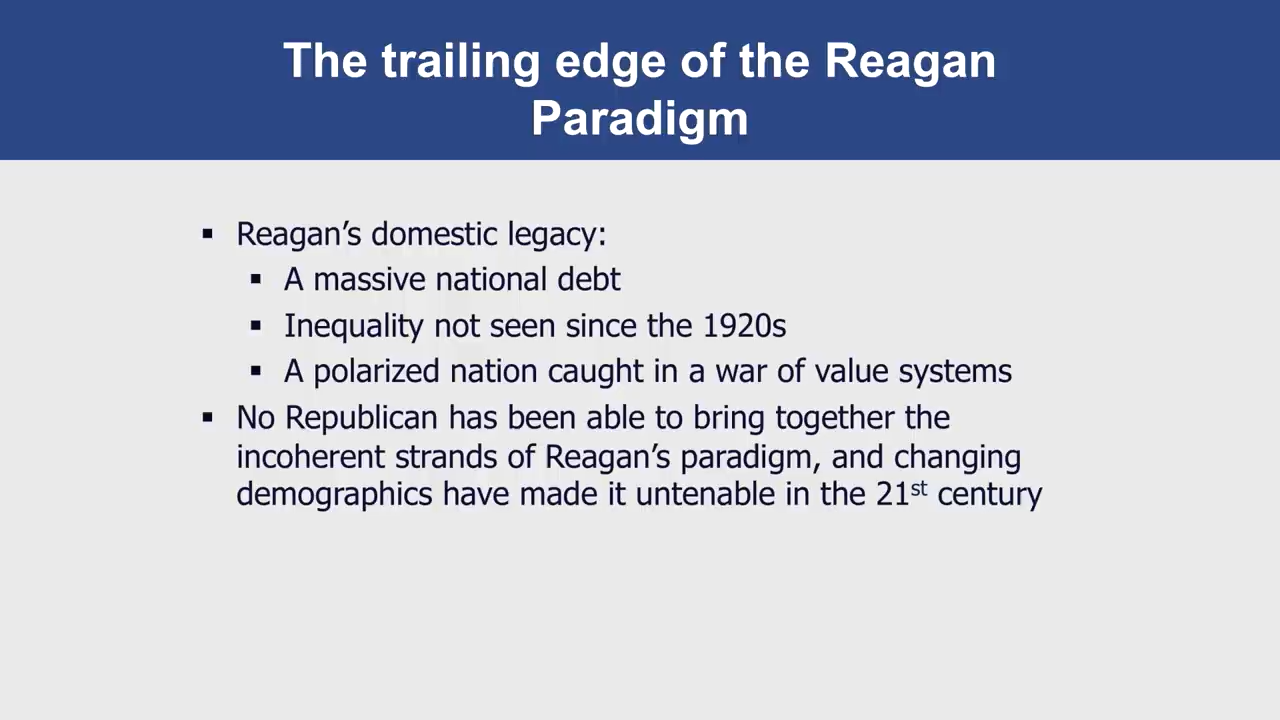 The trailing edge of the Reagan
Paradigm
▪ Reagan’s domestic legacy:
▪ A massive national debt
▪ Inequality not seen since the 1920s
▪ A polarized nation caught in a war of value systems
▪ No Republican has been able to bring together the
incoherent strands of Reagan’s paradigm, and changing
demographics have made it untenable in the 21st century